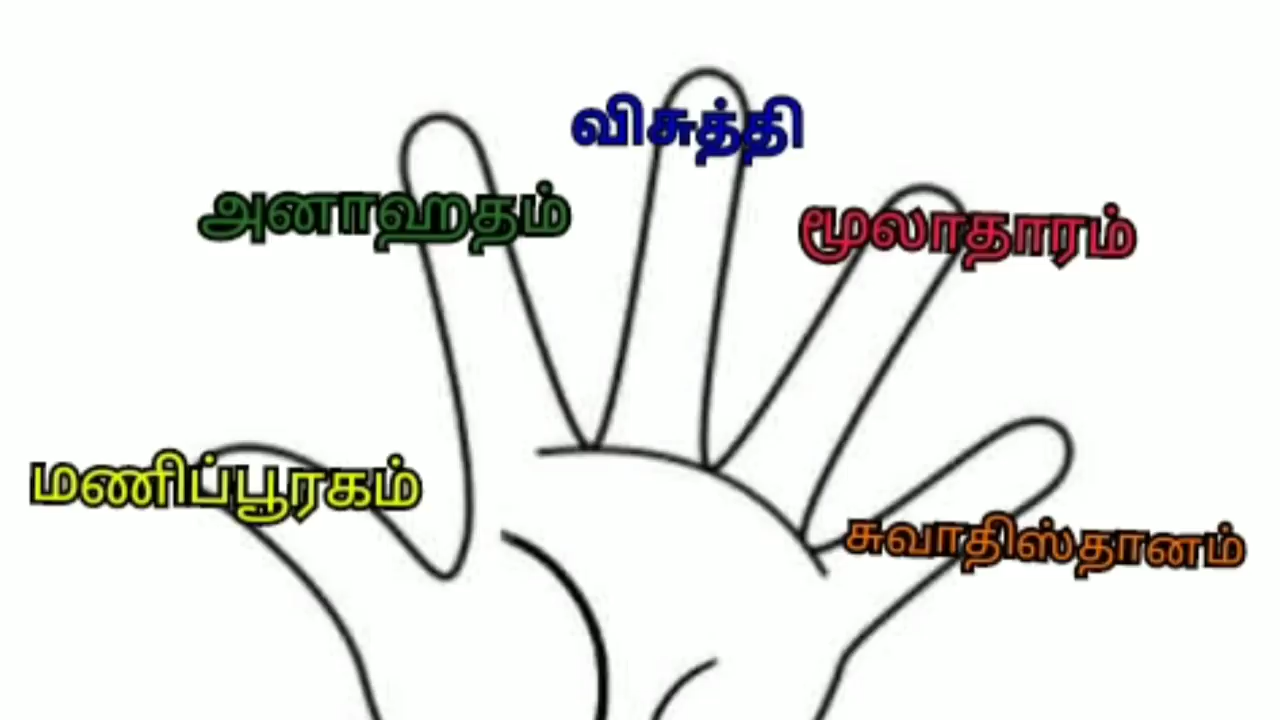 விசுத்தி
அனாஹதம்
மூலாதாரம்
மணிப்பூரகம்
சுவாதிஸ்தானம்